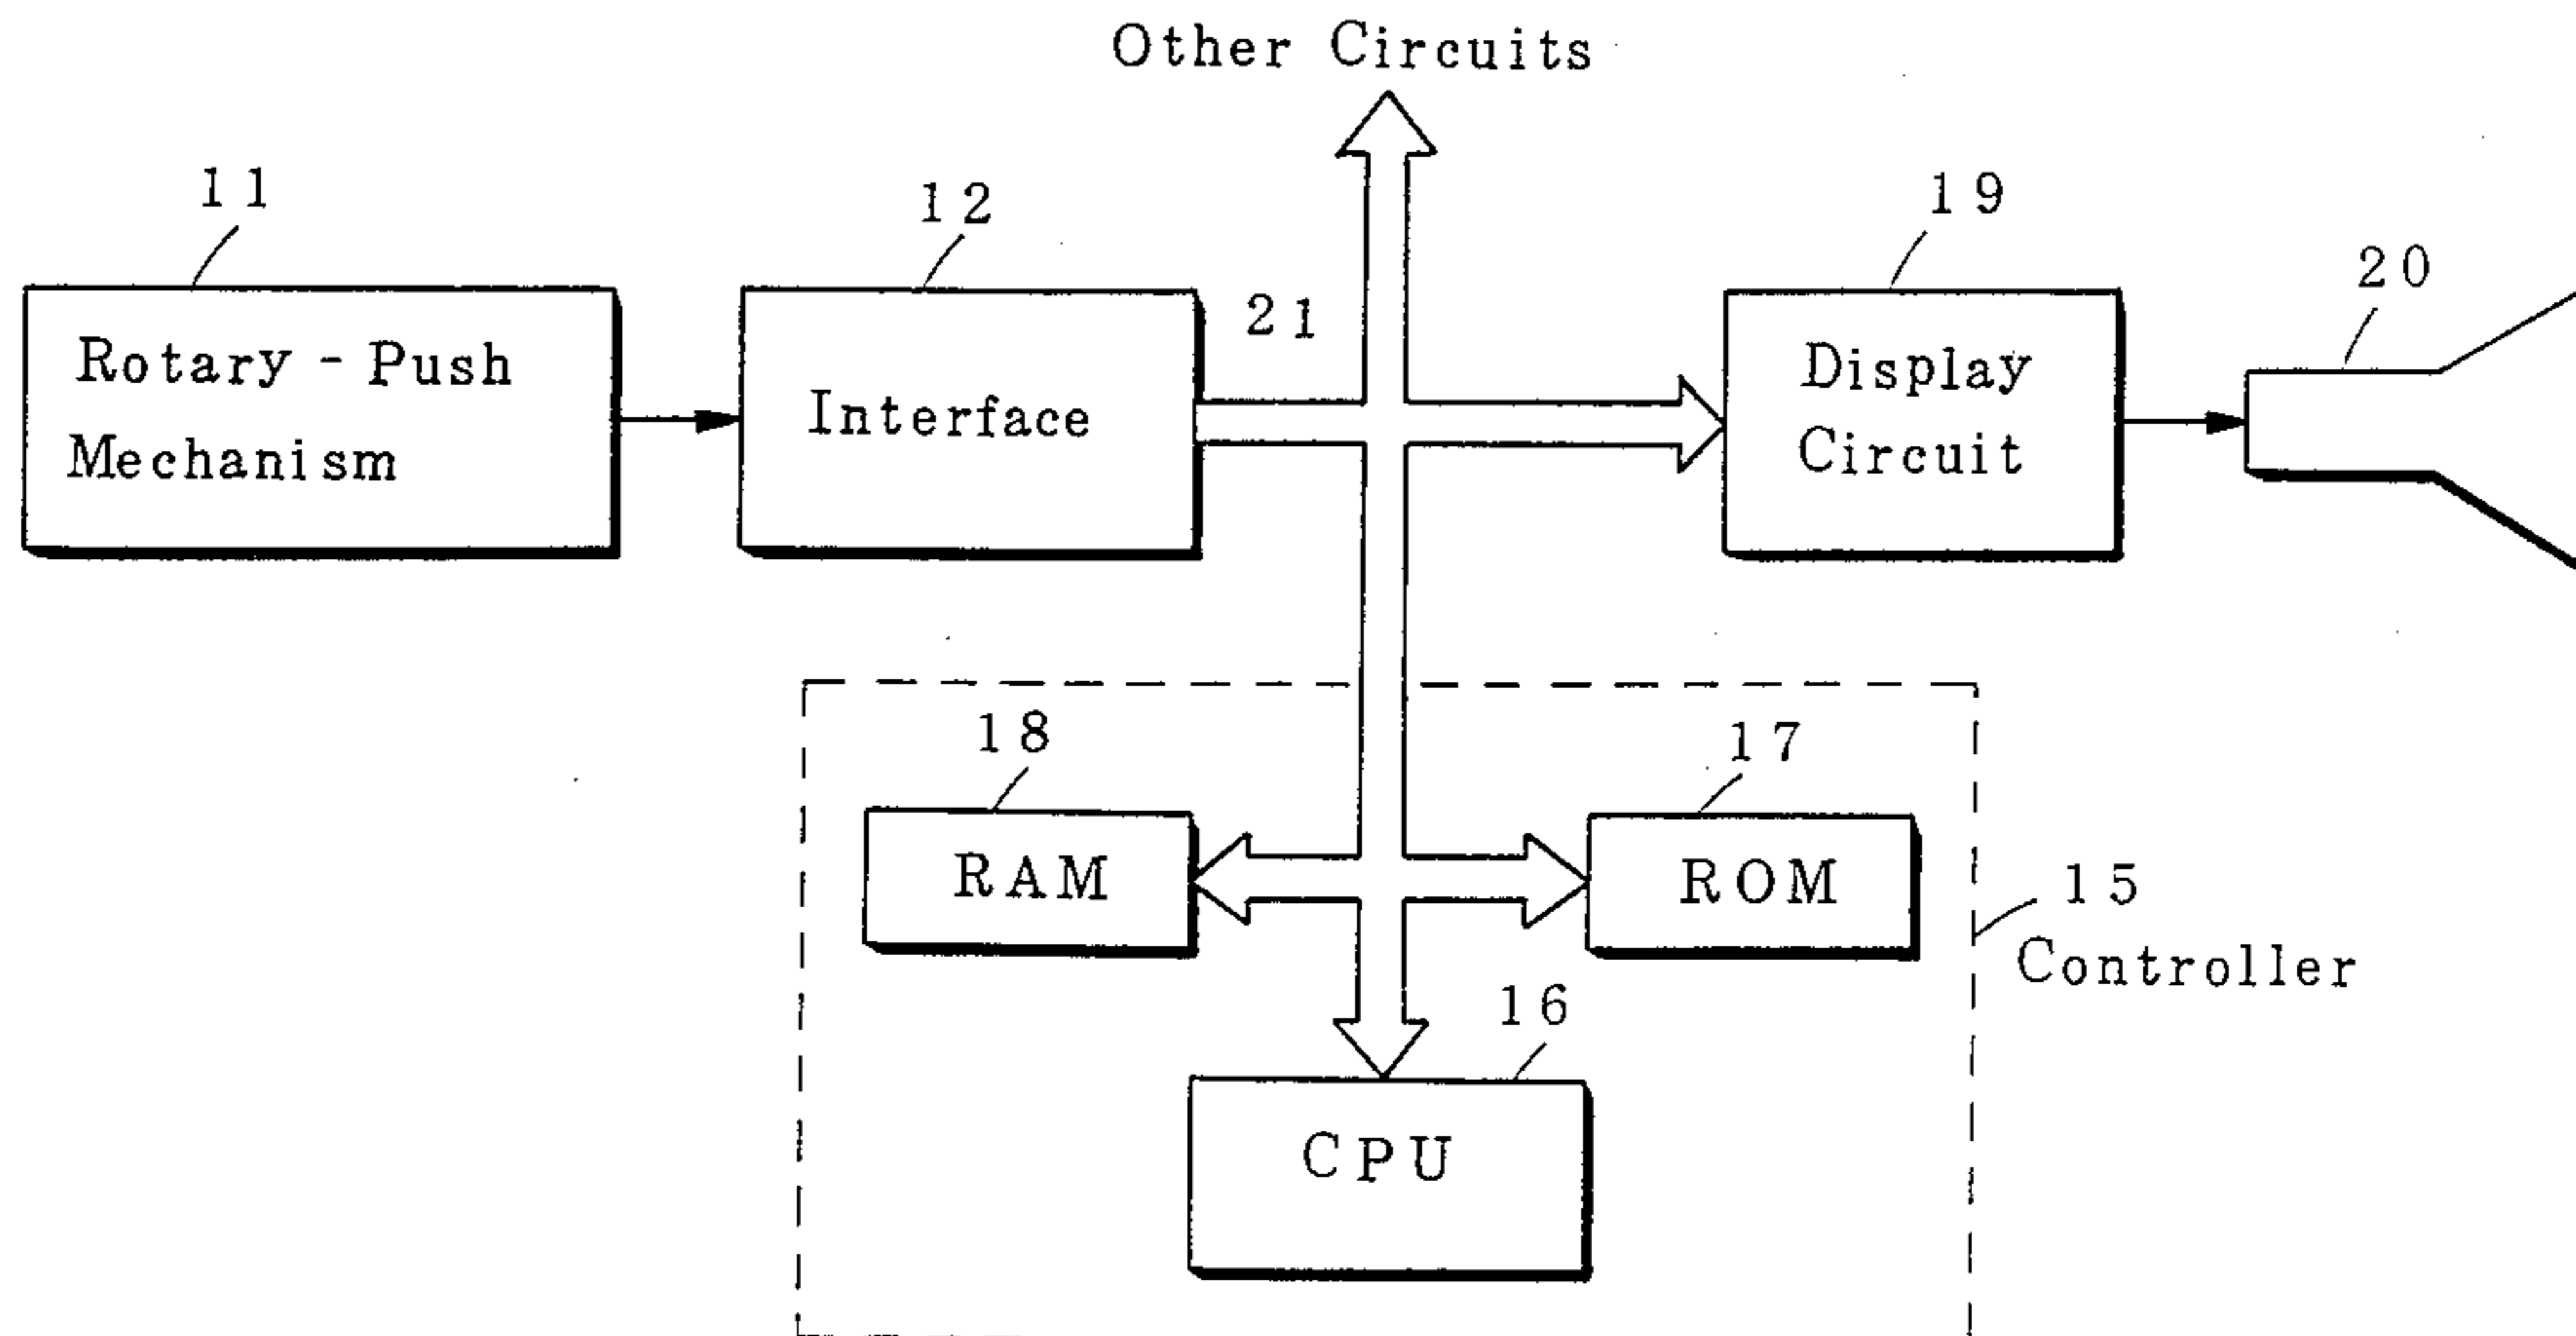 Other Circuits
11
12
19
20
21
Rotary - Push
Mechanism
Interface
Display
Circuit
18
17
RAM
ROM
15
Controller
16
CPU